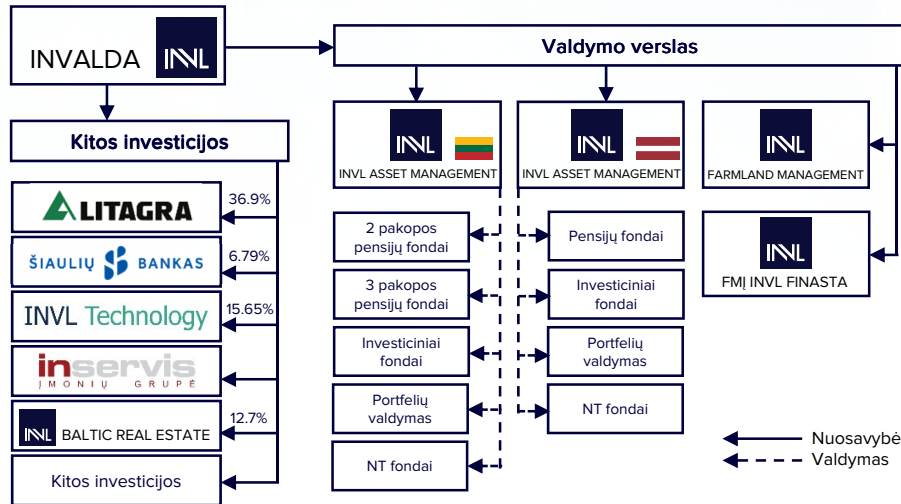 INVALDA INVL
Valdymo verslas
Kitos investicijos
LITAGRA
36.9%
ŠIAULIŲ BANKAS
6.79%
INVL Technology
15.65%
inservis
ĮMONIŲ GRUPĖ
INVL BALTIC REAL ESTATE
12.7%
Kitos investicijos
INVL
INVL ASSET MANAGEMENT
2 pakopos
pensijų fondai
3 pakopos
pensijų fondai
Investiciniai
fondai
Portfelių
valdymas
NT fondai
INVL
INVL ASSET MANAGEMENT
Pensijų fondai
Investiciniai
fondai
Portfelių
valdymas
NT fondai
INVL
FARMLAND MANAGEMENT
INVL
FMĮ INVL FINASTA
Nuosavybė
Valdymas